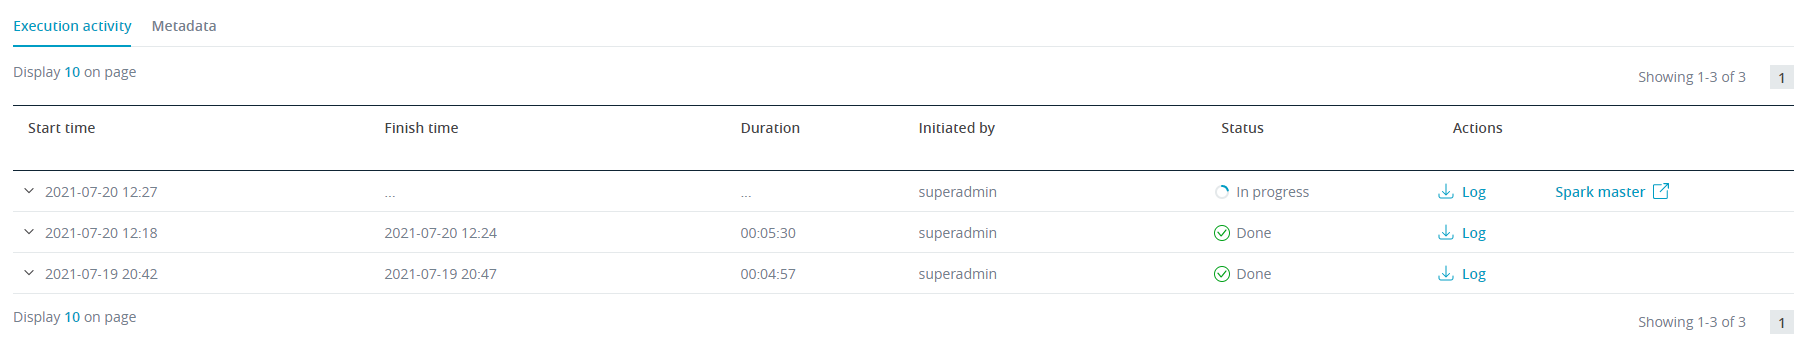 Execution activity Metadata
Display 10 on page
Showing 1-3 of 3 1
Start time Finish time Duration Initiated by Status Actions
2021-07-20 12:27 ... ... superadmin In progress Log Spark master
2021-07-20 12:18 2021-07-20 12:24 00:05:30 superadmin Done Log
2021-07-19 20:42 2021-07-19 20:47 00:04:57 superadmin Done Log
Display 10 on page
Showing 1-3 of 3 1